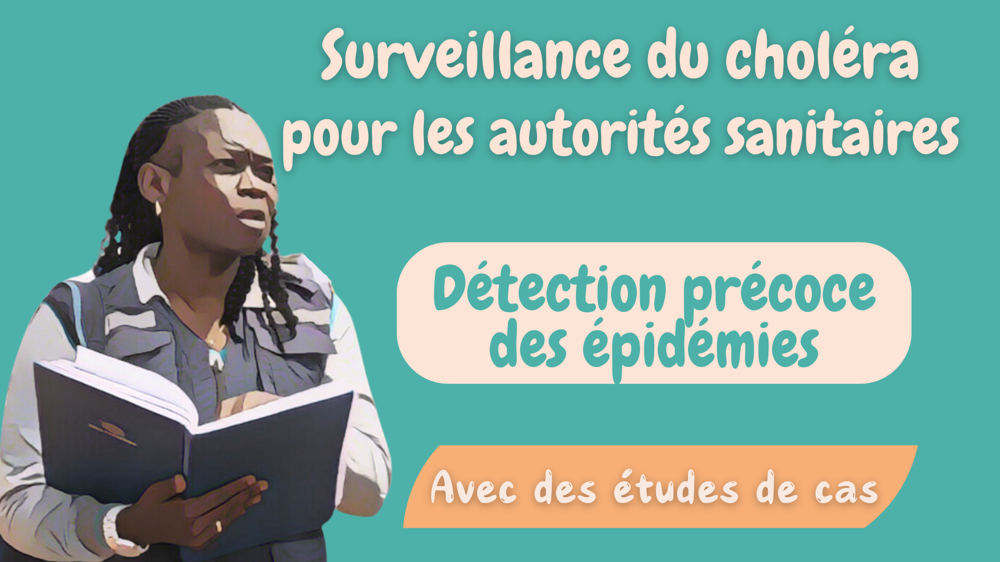 Surveillance du choléra
pour les autorités sanitaires
Détection précoce
des épidémies
Avec des études de cas